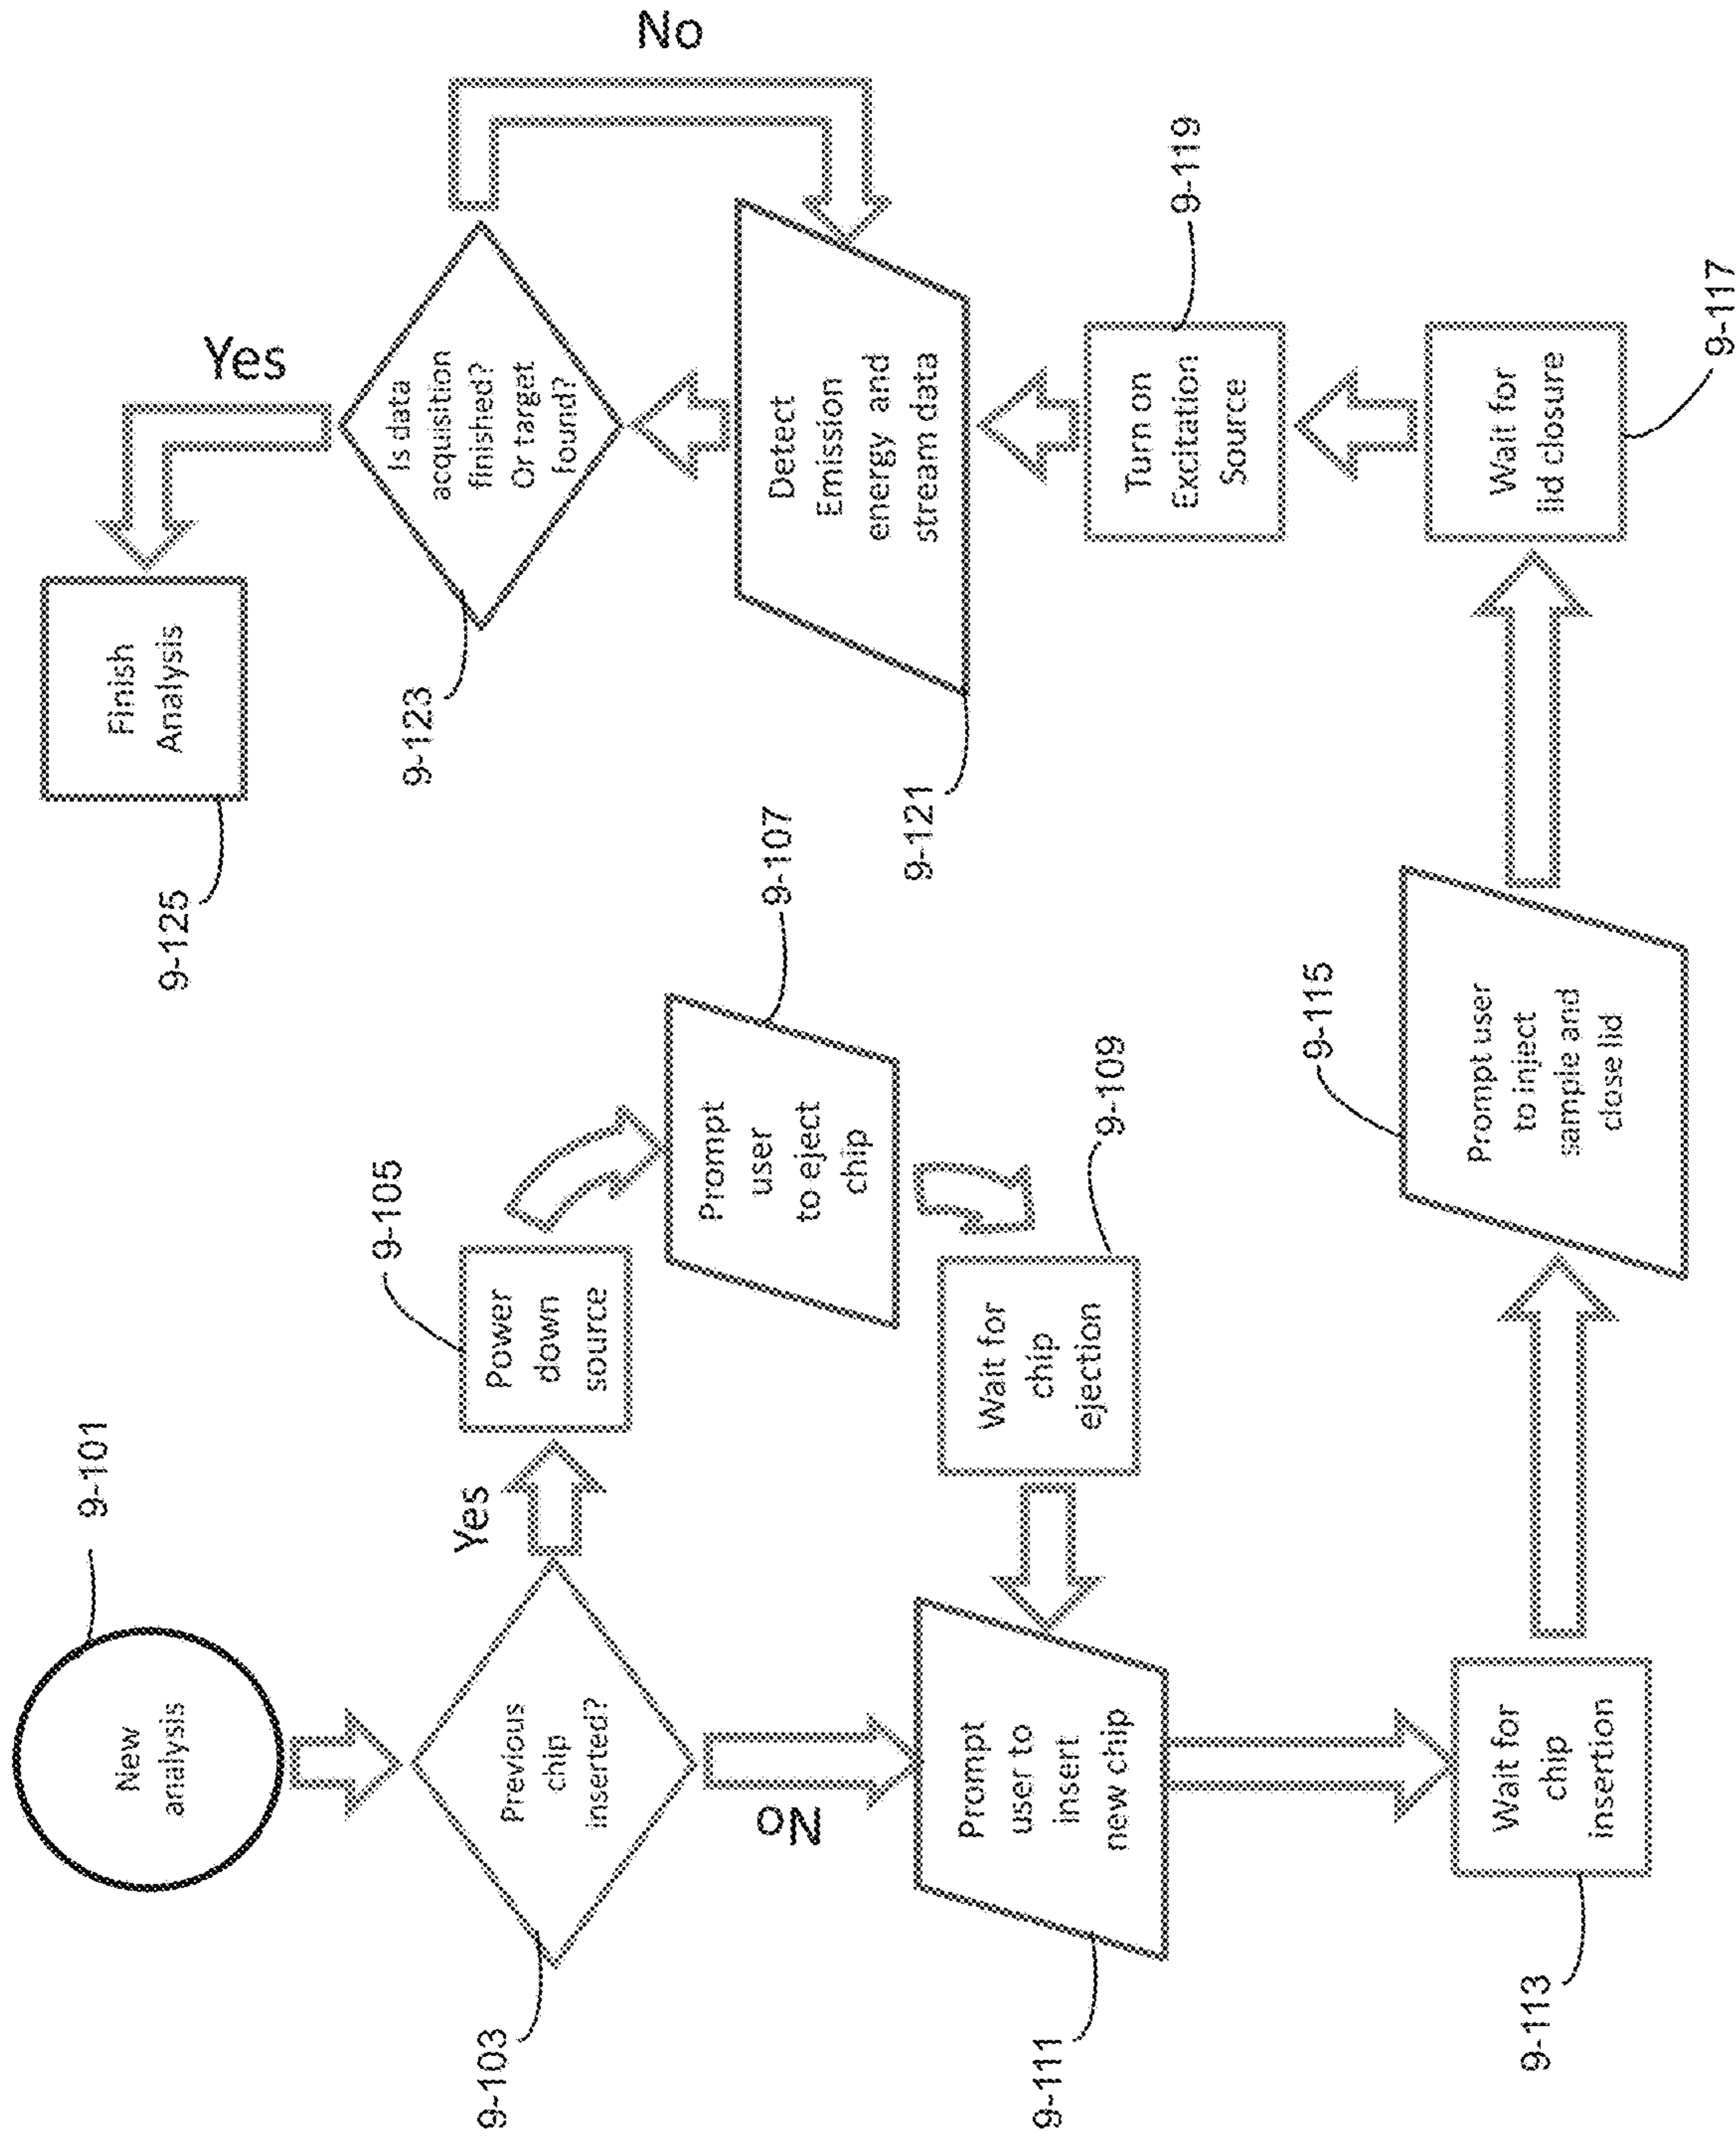 9-101
New
analysis
9-103
Previous
chip
inserted?
Yes
No
9-105
Power
down
source
9-107
Prompt
user
to eject
chip
9-109
Wait for
chip
ejection
9-111
Prompt
user to
insert
new chip
9-113
Wait for
chip
insertion
9-115
Prompt user
to inject
sample and
close lid
9-117
Wait for
lid closure
9-119
Turn on
Excitation
Source
9-121
Detect
Emission
energy and
stream data
9-123
Is data
acquisition
finished?
Or target
found?
No
Yes
9-125
Finish
Analysis